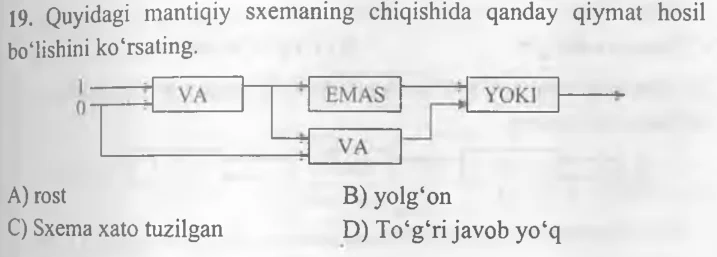 19. Quyidagi mantiqiy sxemaning chiqishida qanday qiymat hosil
bo‘lishini ko‘rsating.
1
0
VA
EMAS
YOKI
VA
A) rost
B) yolg‘on
C) Sxema xato tuzilgan
D) To‘g‘ri javob yo‘q